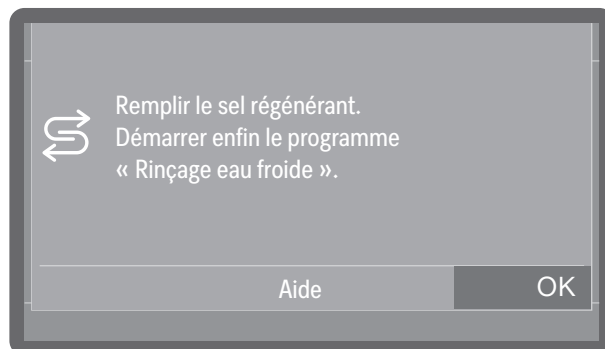 Remplir le sel régénérant.
Démarrer enfin le programme
« Rinçage eau froide ».
Aide
OK